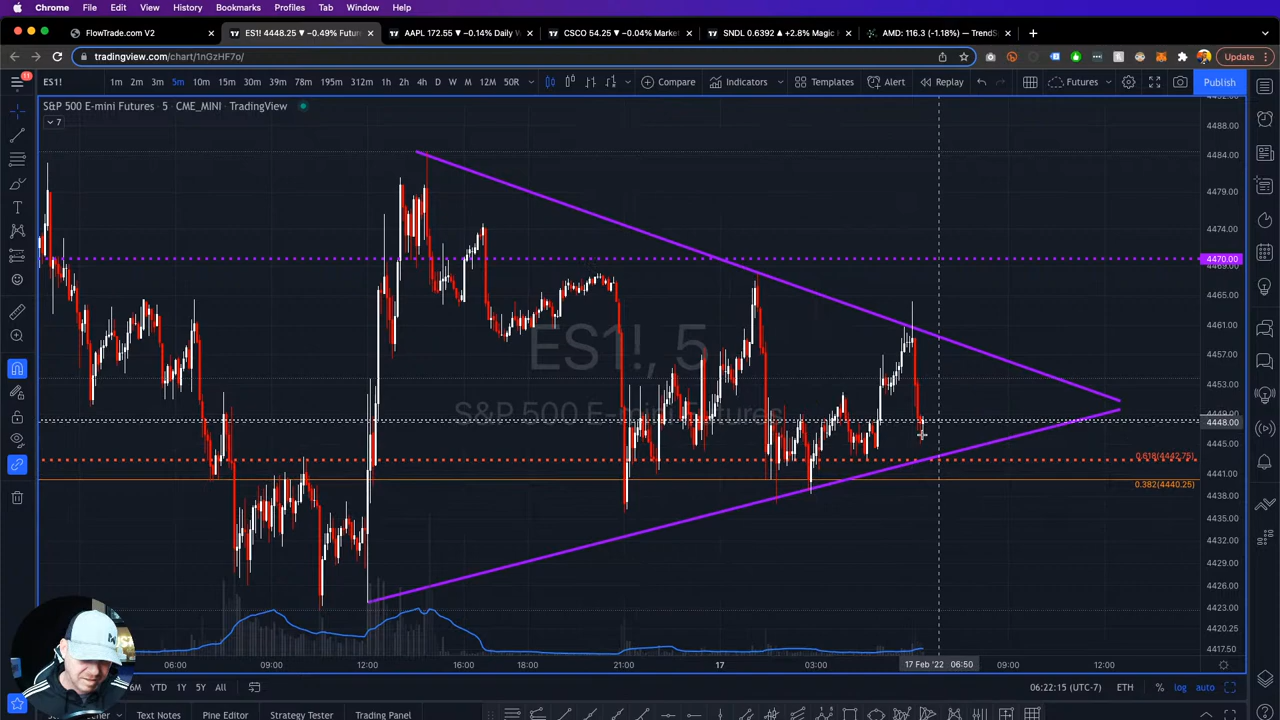 Chrome File Edit View History Bookmarks Profiles Tab Window Help
FlowTrade.com V2
ES1! 4448.25 ▼ −0.49% Futur
AAPL 172.55 ▼ −0.14% Daily W
CSCO 54.25 ▼ −0.04% Market
SNDL 0.6392 ▲ +2.8% Magic
AMD: 116.3 (-1.18%) — TrendS
tradingview.com/chart/1nGzHF7o/
Update
11
ES1!
1m 2m 3m 5m 10m 15m 30m 39m 78m 195m 312m 1h 2h 4h D W M 12M 50R
Compare
Indicators
Templates
Alert
Replay
Futures
Publish
S&P 500 E-mini Futures · 5 · CME_MINI · TradingView
7
4488.00
4484.00
4479.00
4474.00
4470.00
4469.00
4465.00
4461.00
4457.00
4453.00
4449.00
4448.00
4445.00
4441.00
4438.00
4435.00
4432.00
4429.00
4426.00
4423.00
4420.25
4417.50
ES1!, 5
S&P 500 E-mini Futures
0.618(4442.75)
0.382(4440.25)
06:00 09:00 12:00 16:00 18:00 21:00 17 03:00 17 Feb '22 06:50 09:00 12:00
6M YTD 1Y 5Y All
06:22:15 (UTC-7) ETH % log auto
Text Notes Pine Editor Strategy Tester Trading Panel